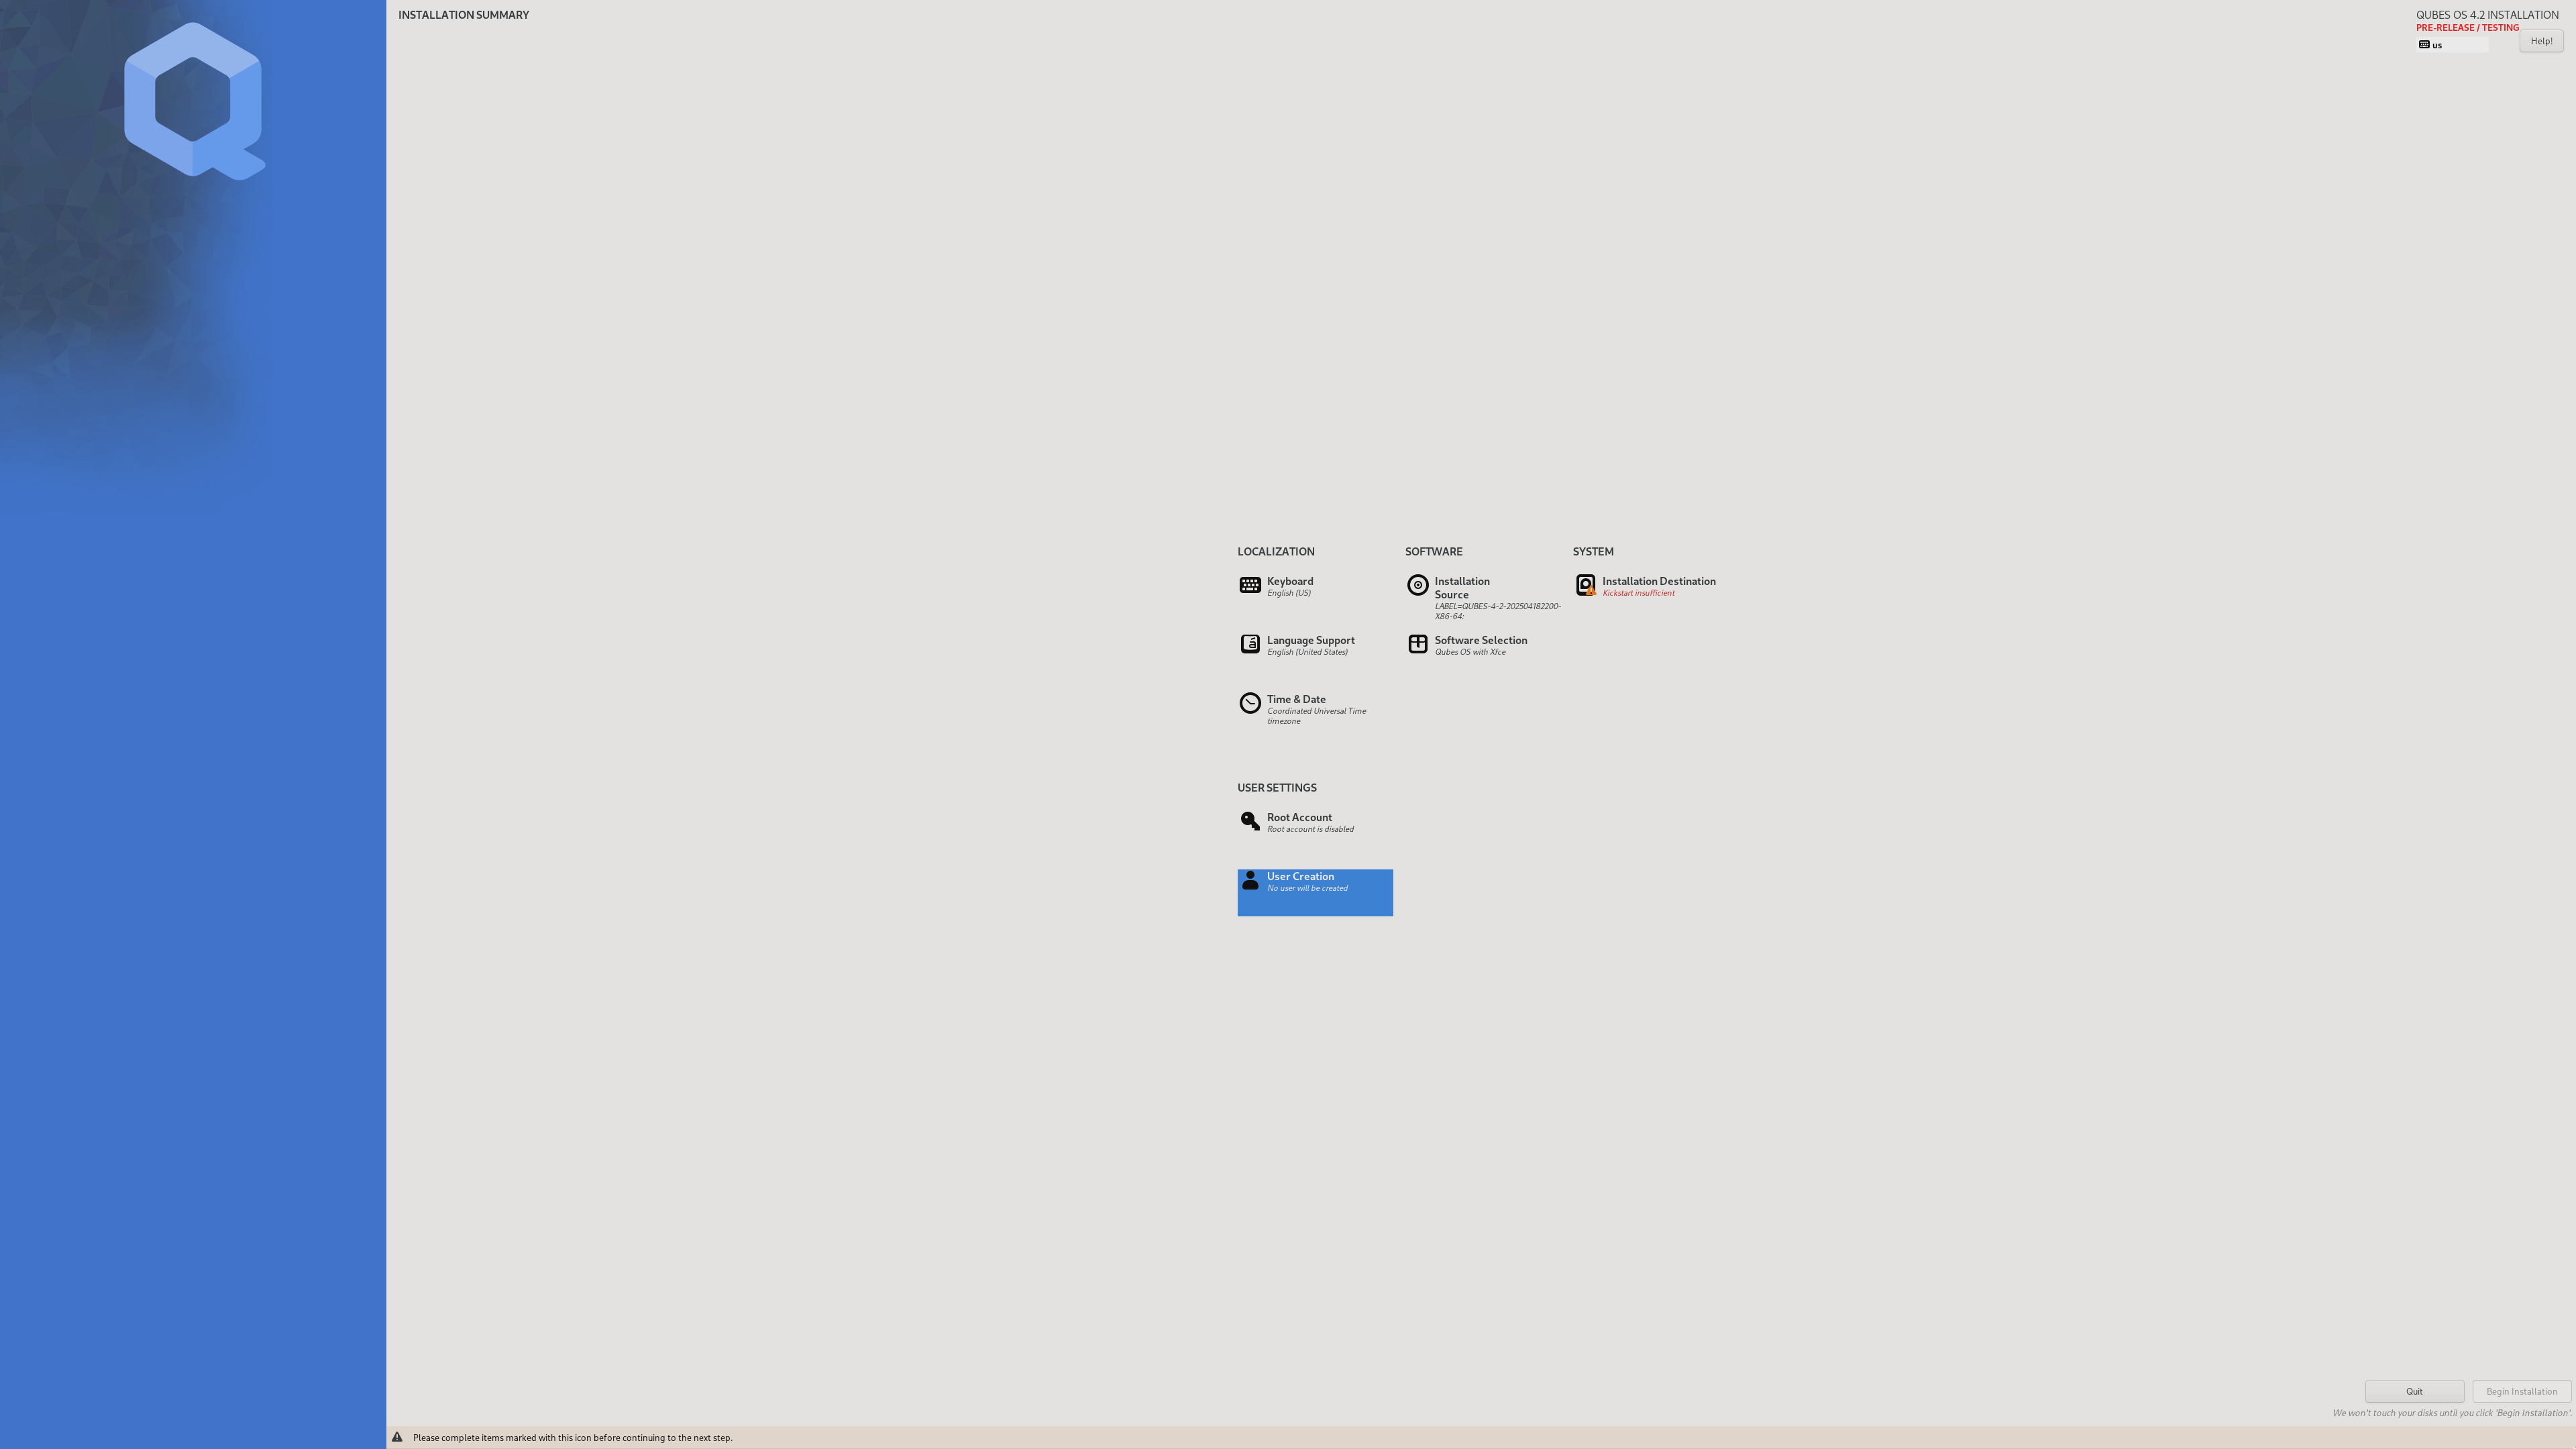 INSTALLATION SUMMARY
QUBES OS 4.2 INSTALLATION
PRE-RELEASE / TESTING
us
Help!
LOCALIZATION
Keyboard
English (US)
Language Support
English (United States)
Time & Date
Coordinated Universal Time
timezone
SOFTWARE
Installation
Source
LABEL=QUBES-4-2-202504182200-
X86-64:
Software Selection
Qubes OS with Xfce
SYSTEM
Installation Destination
Kickstart insufficient
USER SETTINGS
Root Account
Root account is disabled
User Creation
No user will be created
Quit
Begin Installation
We won't touch your disks until you click 'Begin Installation'.
Please complete items marked with this icon before continuing to the next step.